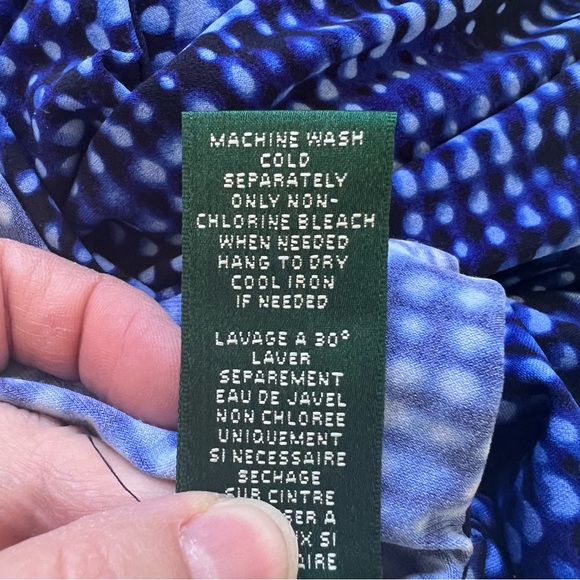 MACHINE WASH
COLD
SEPARATELY
ONLY NON-
CHLORINE BLEACH
WHEN NEEDED
HANG TO DRY
COOL IRON
IF NEEDED
LAVAGE A 30°
LAVER
SEPAREMENT
EAU DE JAVEL
NON CHLOREE
UNIQUEMENT
SI NECESSAIRE
SECHAGE
SUR CINTRE
A
SI